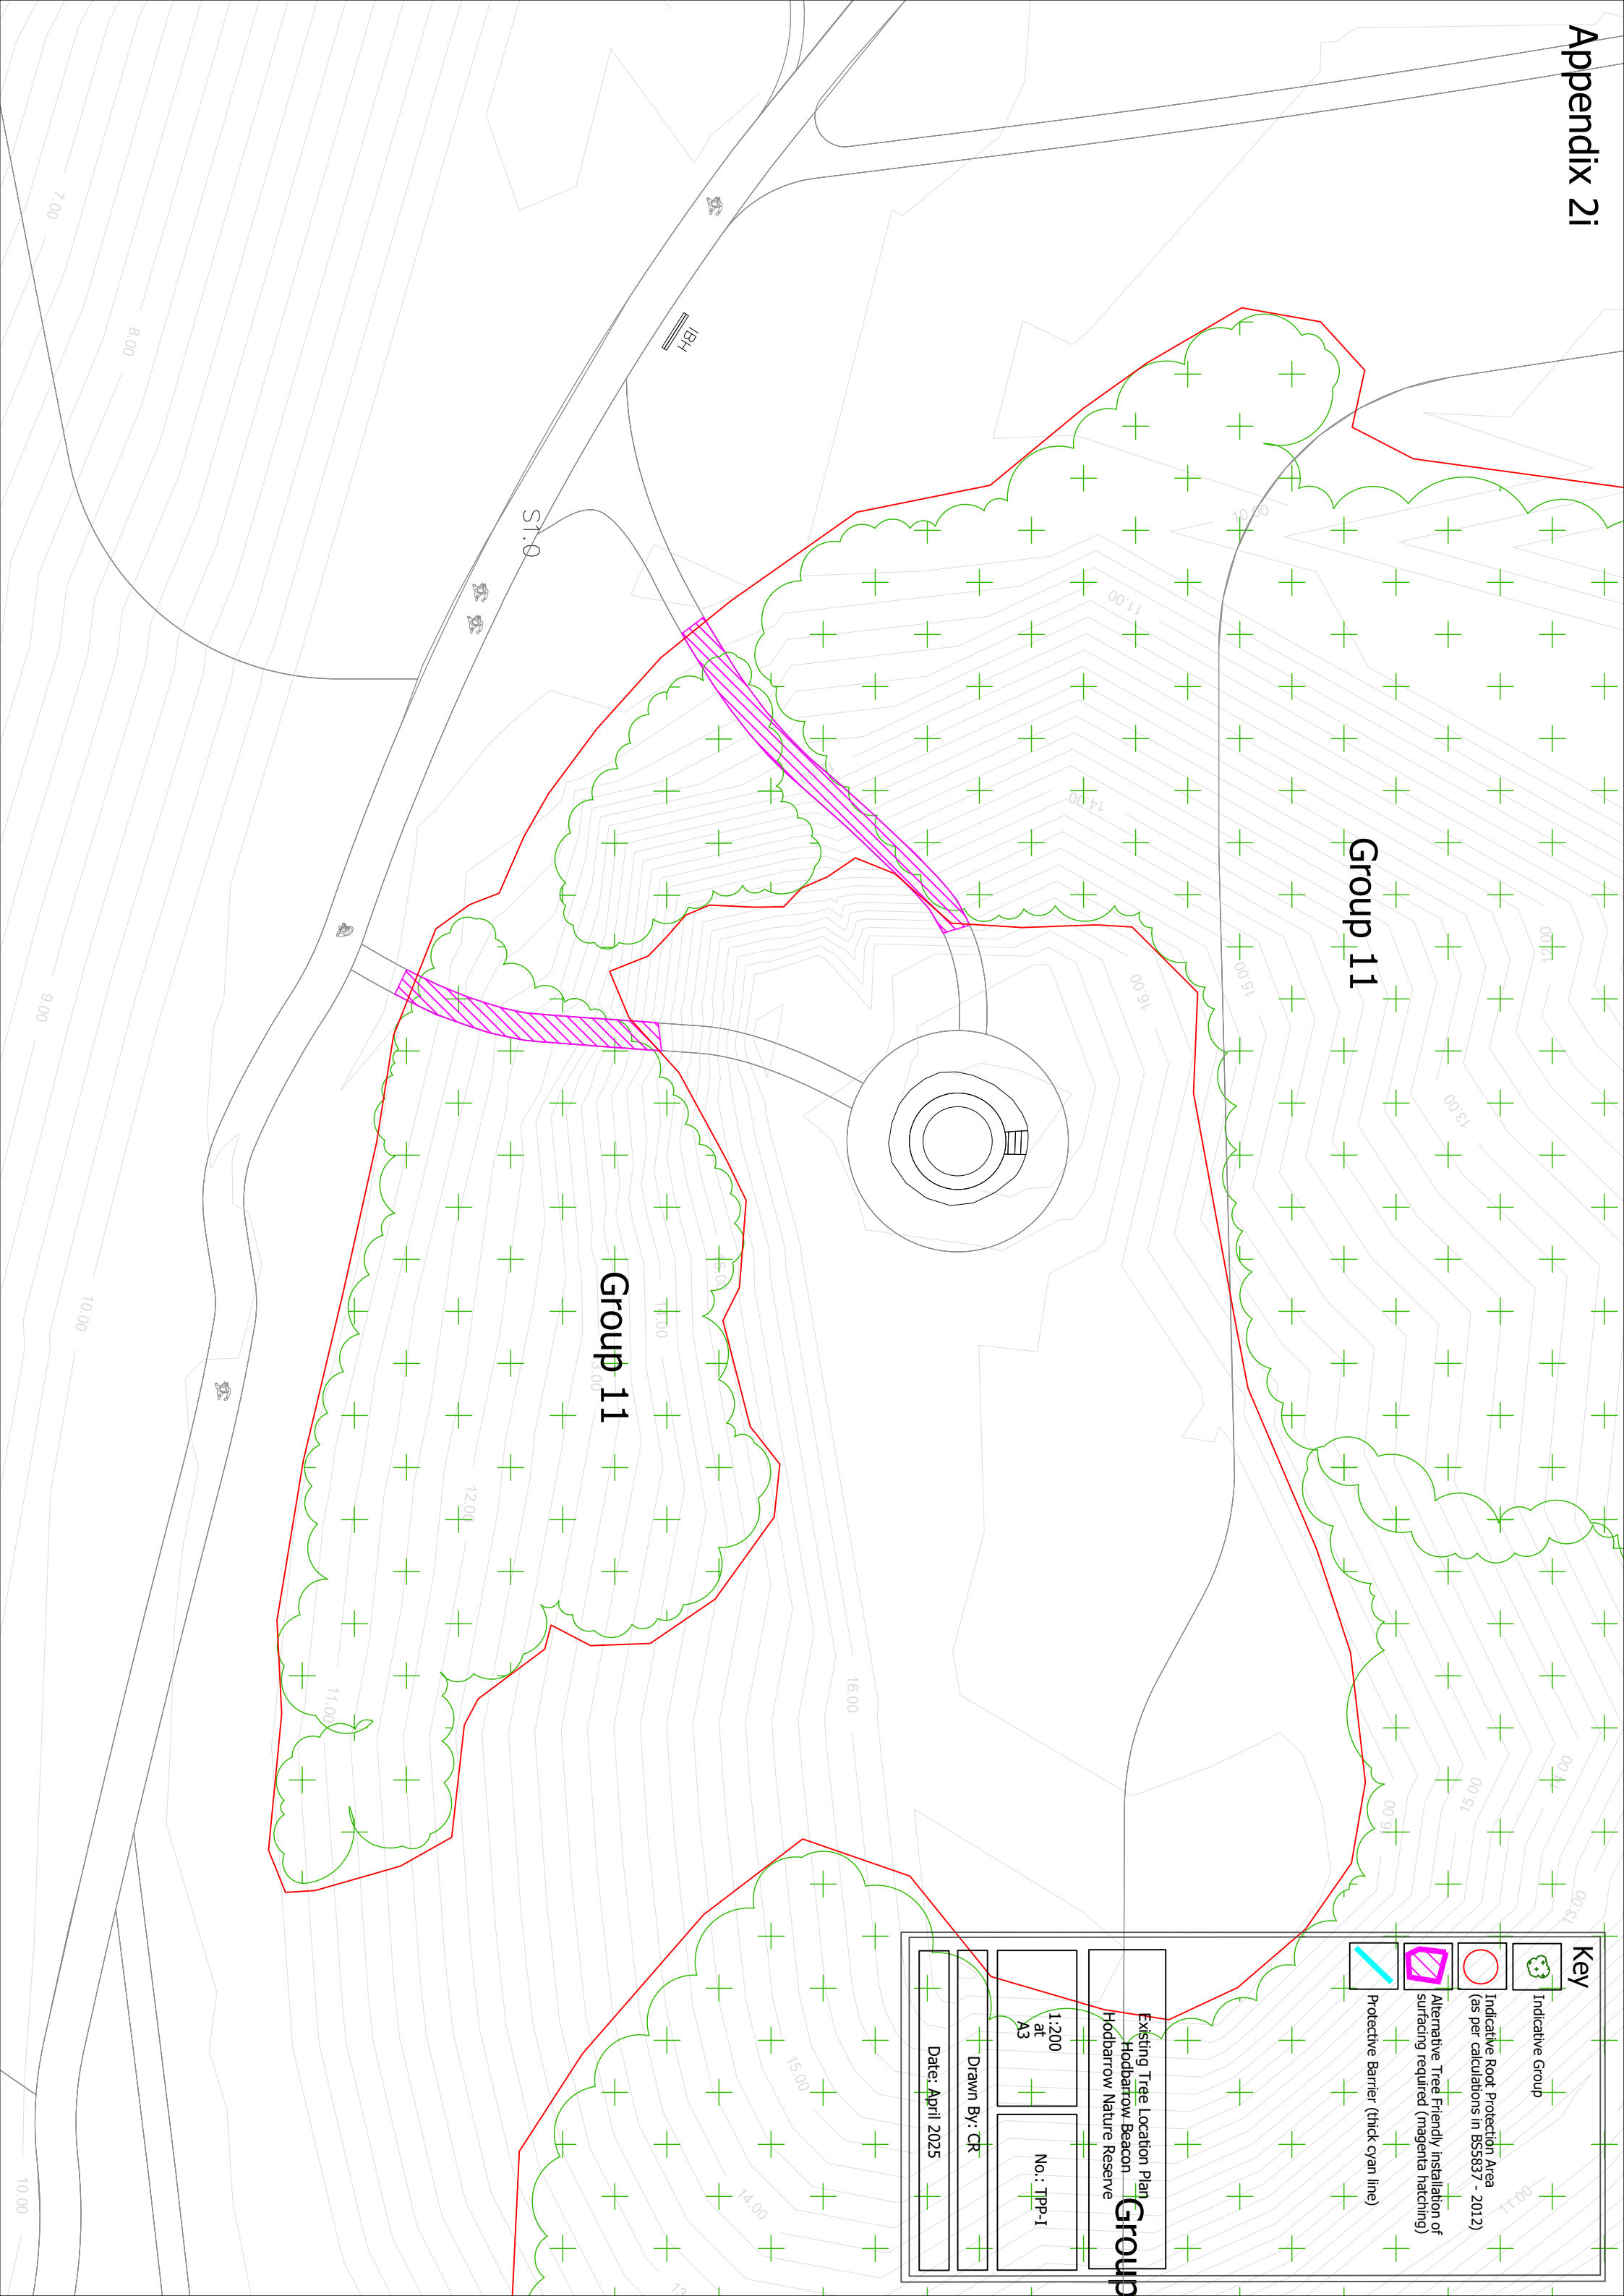 Appendix 2i
IBH
S1.0
Group 11
Group 11
Group
7.00
8.00
9.00
10.00
10.00
10.00
11.00
14.00
16.00
15.00
13.00
14.00
12.00
11.00
16.00
15.00
14.00
15.00
13.00
11.00
Key
Indicative Group
Indicative Root Protection Area
(as per calculations in BS5837 - 2012)
Alternative Tree Friendly installation of
surfacing required (magenta hatching)
Protective Barrier (thick cyan line)
Existing Tree Location Plan
Hodbarrow Beacon
Hodbarrow Nature Reserve
1:200
at
A3
No.: TPP-I
Drawn By: CR
Date: April 2025